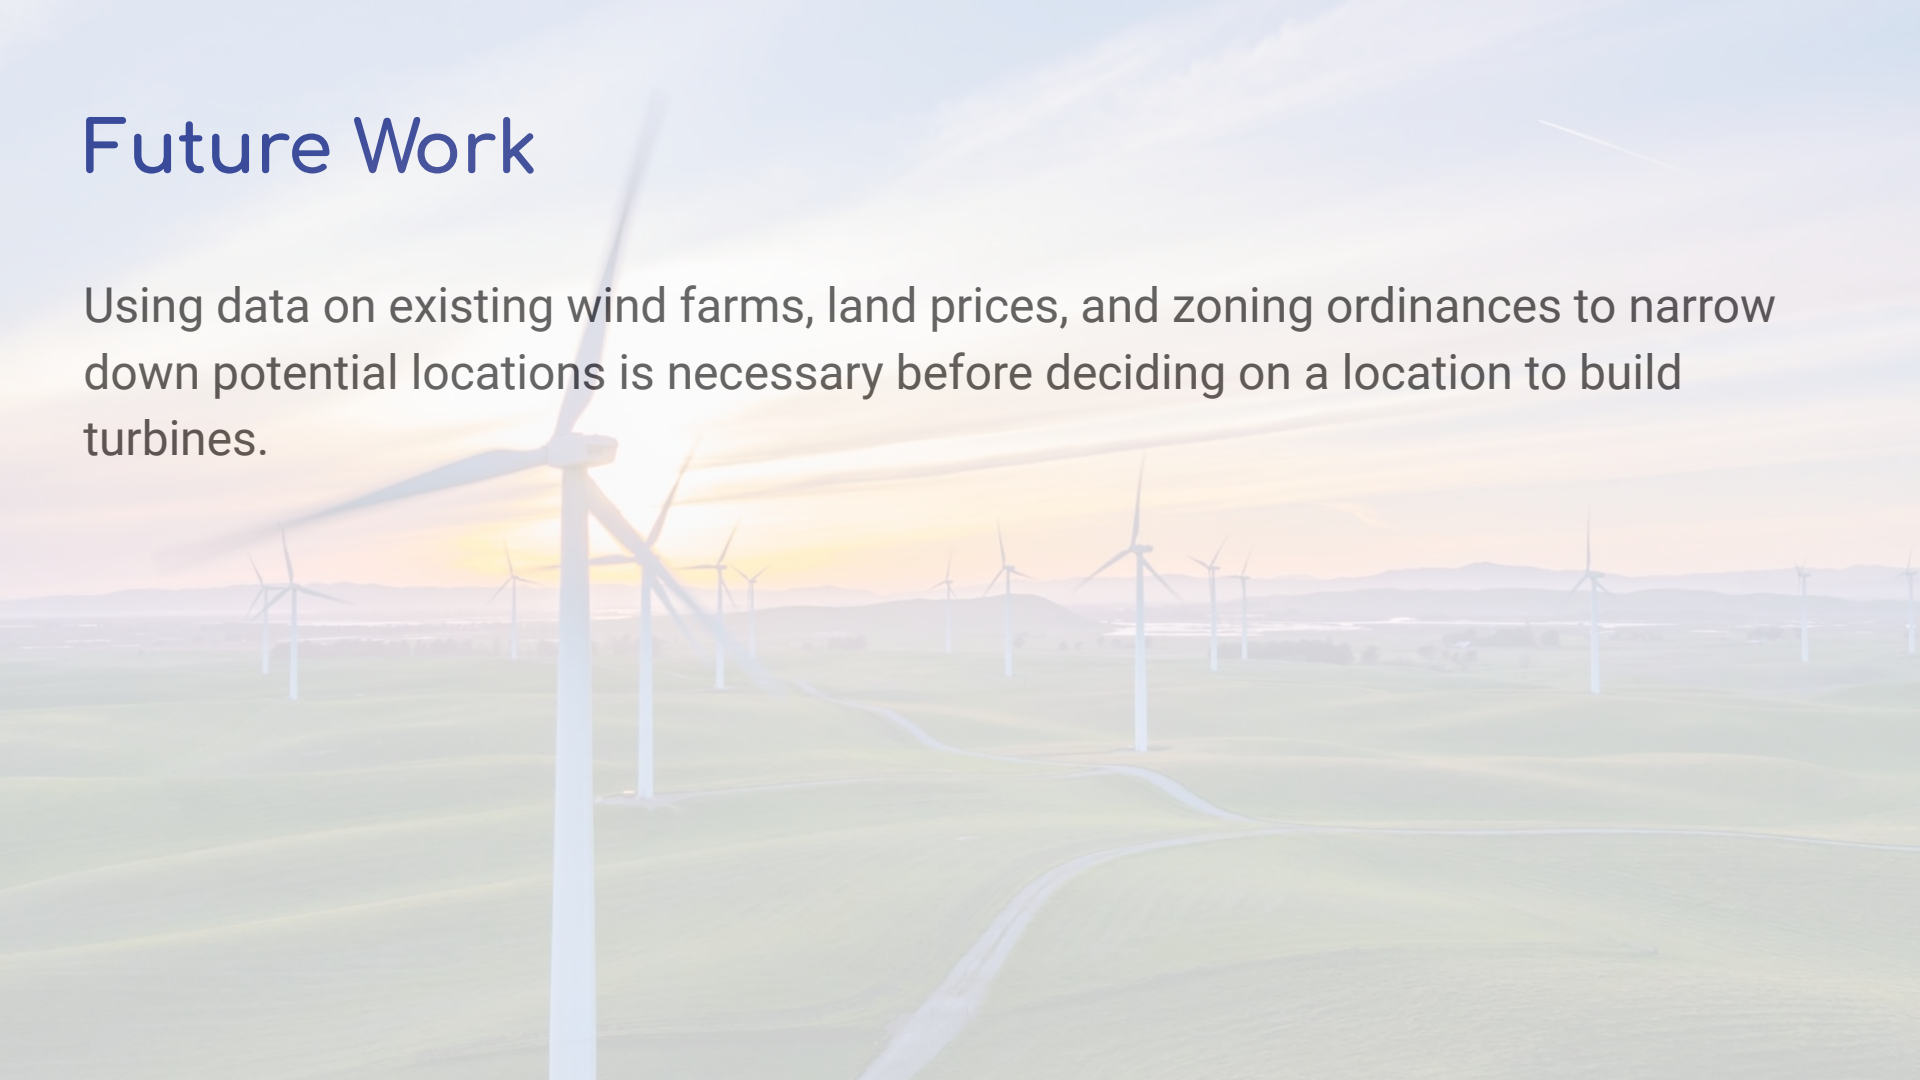 Future Work
Using data on existing wind farms, land prices, and zoning ordinances to narrow
down potential locations is necessary before deciding on a location to build
turbines.